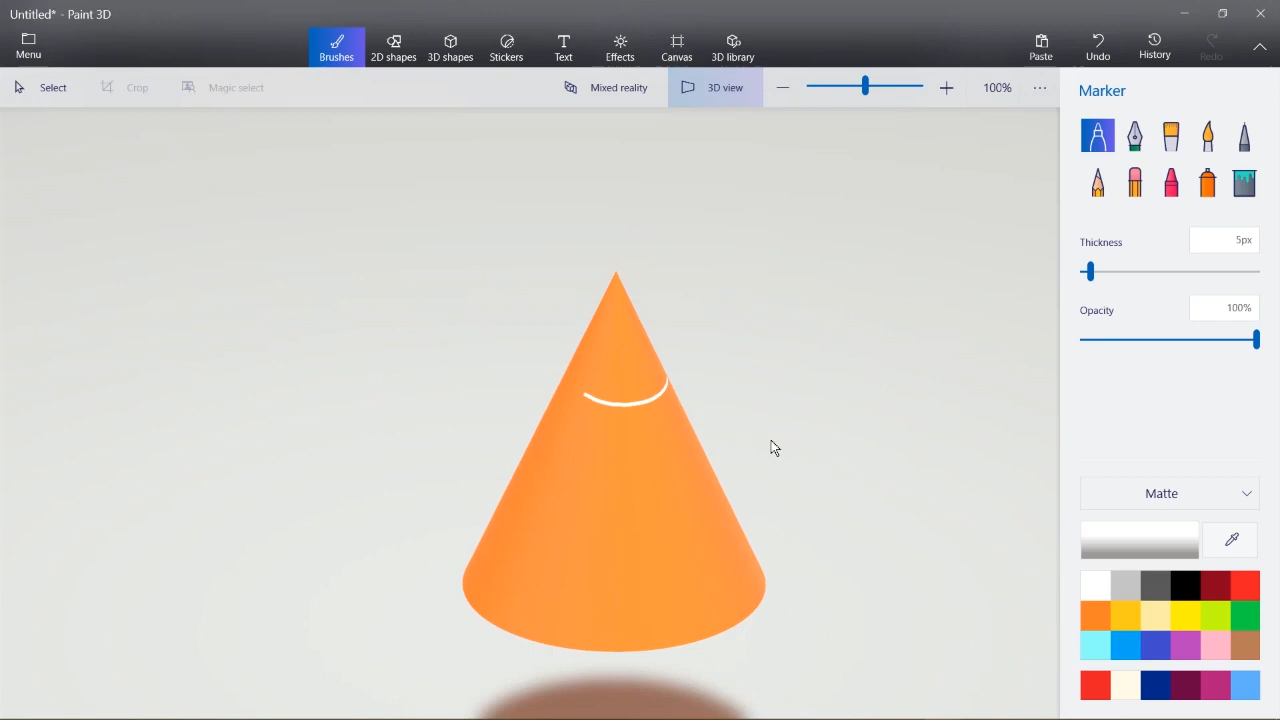 Untitled* - Paint 3D
Menu
Brushes
2D shapes
3D shapes
Stickers
Text
Effects
Canvas
3D library
Paste
Undo
History
Redo
Select
Crop
Magic select
Mixed reality
3D view
100%
Marker
Thickness
5px
Opacity
100%
Matte